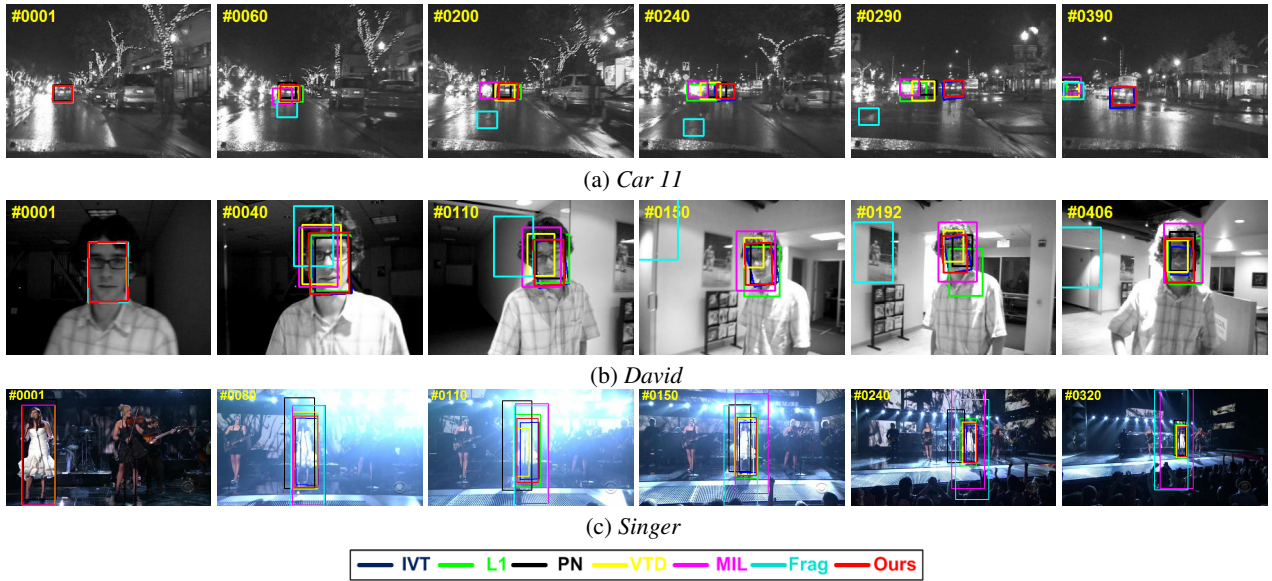 #0001 #0060 #0200 #0240 #0290 #0390
(a) Car 11
#0001 #0040 #0110 #0150 #0192 #0406
(b) David
#0001 #0080 #0110 #0150 #0240 #0320
(c) Singer
IVT L1 PN VTD MIL Frag Ours